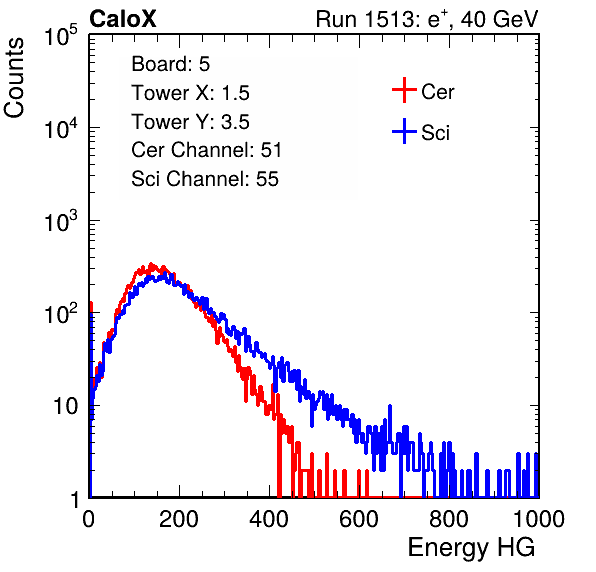 CaloX Run 1513: e+, 40 GeV
Counts
Board: 5
Tower X: 1.5
Tower Y: 3.5
Cer Channel: 51
Sci Channel: 55
Cer
Sci
10^5
10^4
10^3
10^2
10
1
0 200 400 600 800 1000
Energy HG